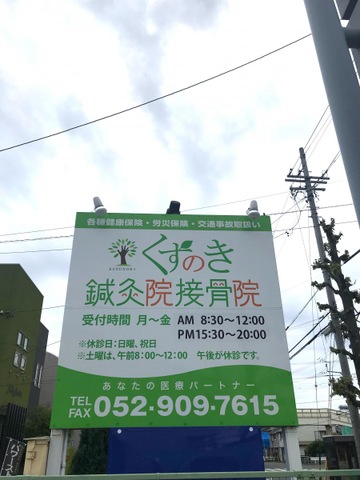 各種健康保険・労災保険・交通事故取扱い
くすのき
KUSUNOKI
鍼灸院接骨院
受付時間 月〜金 AM 8:30〜12:00
PM15:30〜20:00
※休診日:日曜、祝日
※土曜は、午前8:00〜12:00 午後が休診です。
あなたの医療パートナー
TEL
FAX 052-909-7615